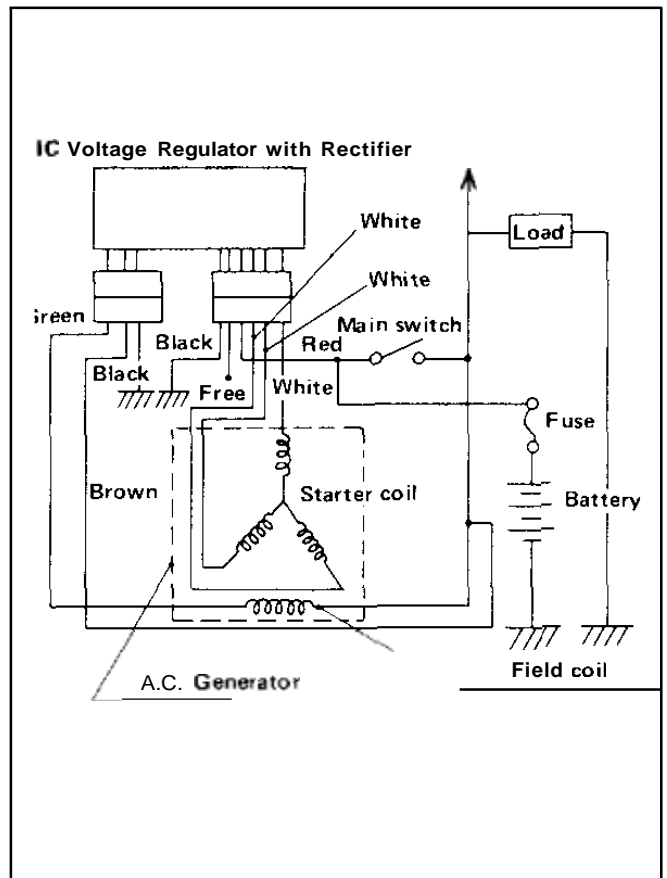 IC Voltage Regulator with Rectifier
White
Load
White
Main switch
Black
Red
Black
Free
White
Fuse
Brown
Starter coil
Battery
Field coil
A.C. Generator